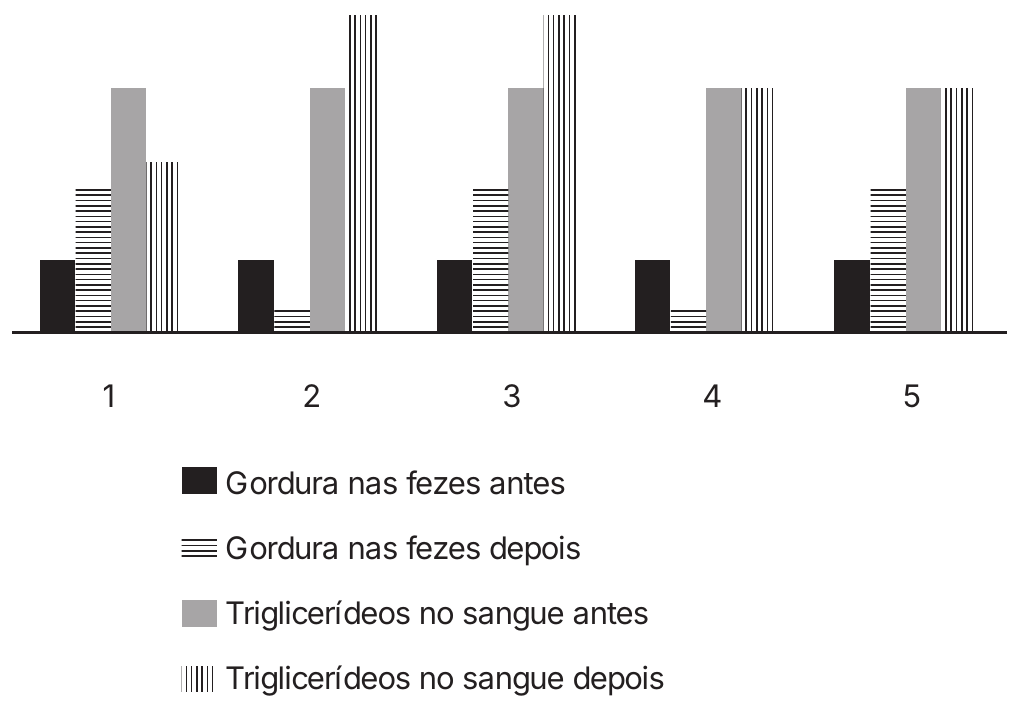 1 2 3 4 5
Gordura nas fezes antes
Gordura nas fezes depois
Triglicerídeos no sangue antes
Triglicerídeos no sangue depois